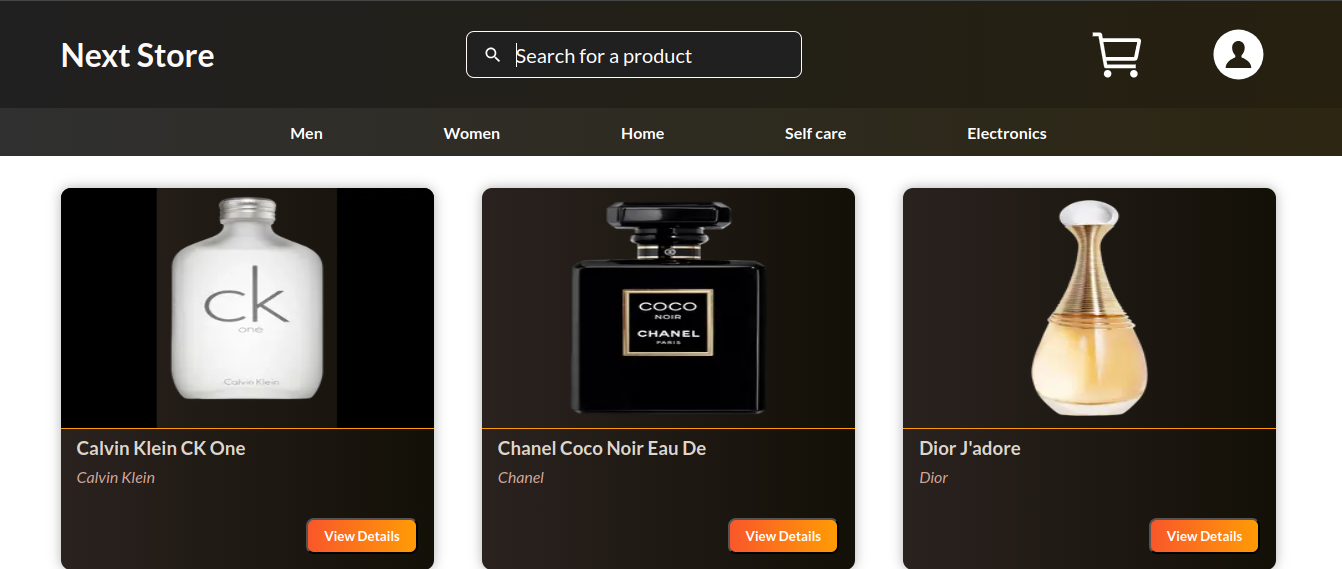 Next Store
Search for a product
Men Women Home Self care Electronics
ck
one
Calvin Klein
COCO
NOIR
CHANEL
PARIS
Calvin Klein CK One
Calvin Klein
View Details
Chanel Coco Noir Eau De
Chanel
View Details
Dior J'adore
Dior
View Details